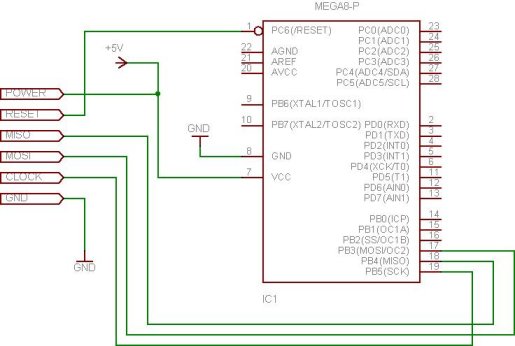 MEGA8-P
1 PC6(/RESET) PC0(ADC0) 23
PC1(ADC1) 24
+5V 22 AGND PC2(ADC2) 25
21 AREF PC3(ADC3) 26
20 AVCC PC4(ADC4/SDA) 27
PC5(ADC5/SCL) 28
POWER
9 PB6(XTAL1/TOSC1)
RESET
GND 10 PB7(XTAL2/TOSC2) PD0(RXD) 2
MISO PD1(TXD) 3
PD2(INT0) 4
MOSI 8 GND PD3(INT1) 5
PD4(XCK/T0) 6
CLOCK 7 VCC PD5(T1) 11
PD6(AIN0) 12
GND PD7(AIN1) 13
PB0(ICP) 14
PB1(OC1A) 15
PB2(SS/OC1B) 16
PB3(MOSI/OC2) 17
PB4(MISO) 18
GND PB5(SCK) 19
IC1